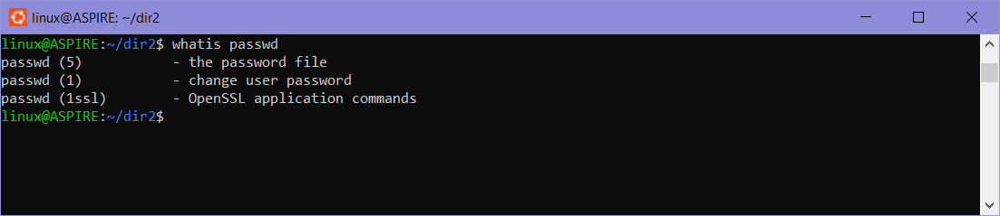 linux@ASPIRE: ~/dir2
linux@ASPIRE:~/dir2$ whatis passwd
passwd (5)           - the password file
passwd (1)           - change user password
passwd (1ssl)        - OpenSSL application commands
linux@ASPIRE:~/dir2$